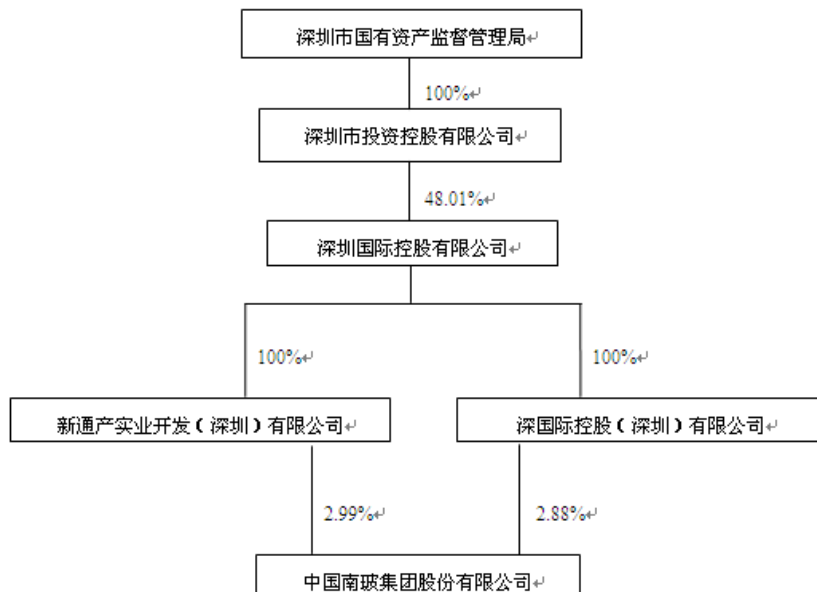 深圳市国有资产监督管理局↵
100%↵
深圳市投资控股有限公司↵
48.01%↵
深圳国际控股有限公司↵
100%↵
100%↵
新通产实业开发（深圳）有限公司↵
深国际控股（深圳）有限公司↵
2.99%↵
2.88%↵
中国南玻集团股份有限公司↵